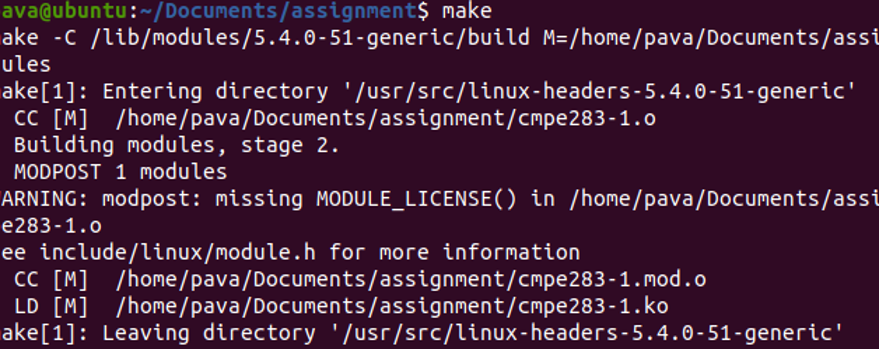 ava@ubuntu:~/Documents/assignment$ make
ake -C /lib/modules/5.4.0-51-generic/build M=/home/pava/Documents/assi
ules
ake[1]: Entering directory '/usr/src/linux-headers-5.4.0-51-generic'
CC [M] /home/pava/Documents/assignment/cmpe283-1.o
Building modules, stage 2.
MODPOST 1 modules
ARNING: modpost: missing MODULE_LICENSE() in /home/pava/Documents/assi
e283-1.o
ee include/linux/module.h for more information
CC [M] /home/pava/Documents/assignment/cmpe283-1.mod.o
LD [M] /home/pava/Documents/assignment/cmpe283-1.ko
ake[1]: Leaving directory '/usr/src/linux-headers-5.4.0-51-generic'